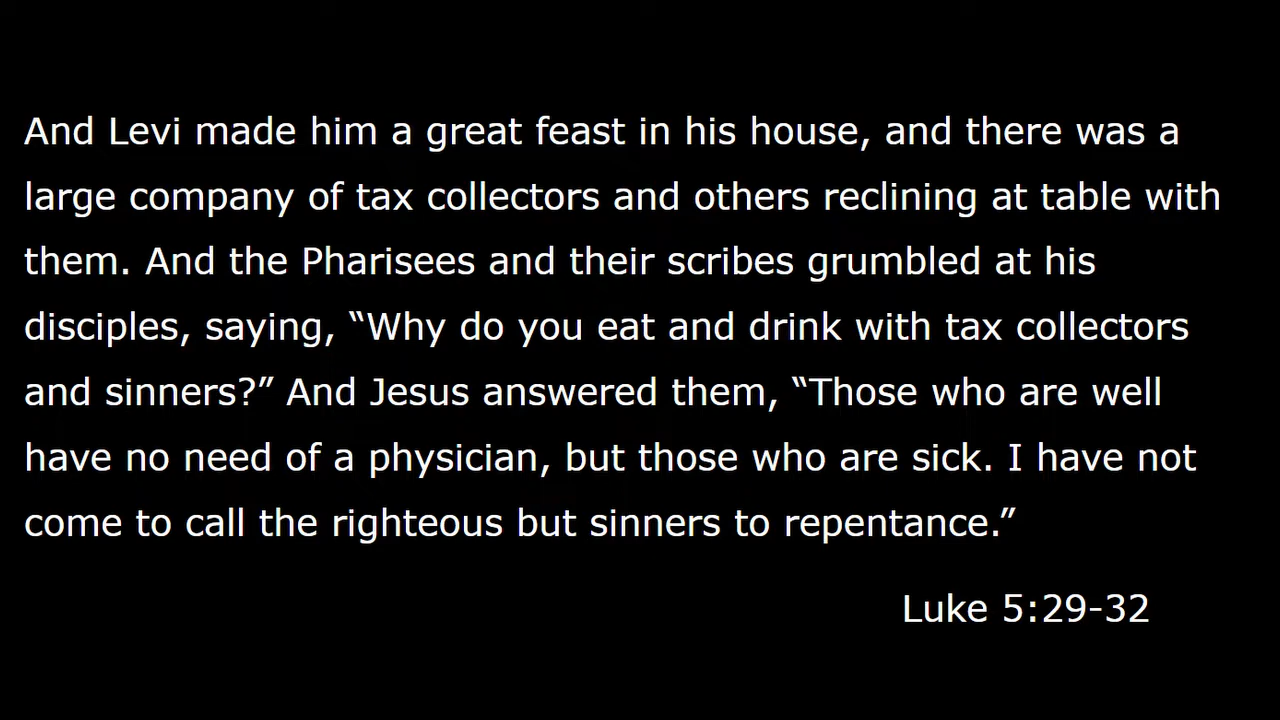 And Levi made him a great feast in his house, and there was a
large company of tax collectors and others reclining at table with
them. And the Pharisees and their scribes grumbled at his
disciples, saying, “Why do you eat and drink with tax collectors
and sinners?” And Jesus answered them, “Those who are well
have no need of a physician, but those who are sick. I have not
come to call the righteous but sinners to repentance.”
Luke 5:29-32